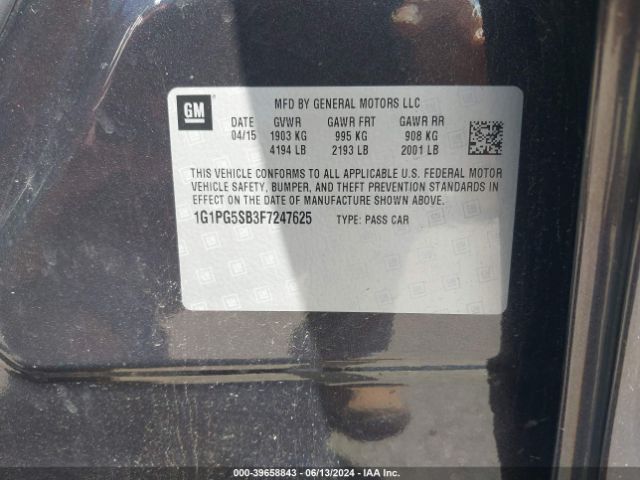 GM
MFD BY GENERAL MOTORS LLC
DATE GVWR GAWR FRT GAWR RR
04/15 1903 KG 995 KG 908 KG
4194 LB 2193 LB 2001 LB
THIS VEHICLE CONFORMS TO ALL APPLICABLE U.S. FEDERAL MOTOR
VEHICLE SAFETY, BUMPER, AND THEFT PREVENTION STANDARDS IN
EFFECT ON THE DATE OF MANUFACTURE SHOWN ABOVE.
1G1PG5SB3F7247625 TYPE: PASS CAR
000-39658843 - 06/13/2024 - IAA Inc.